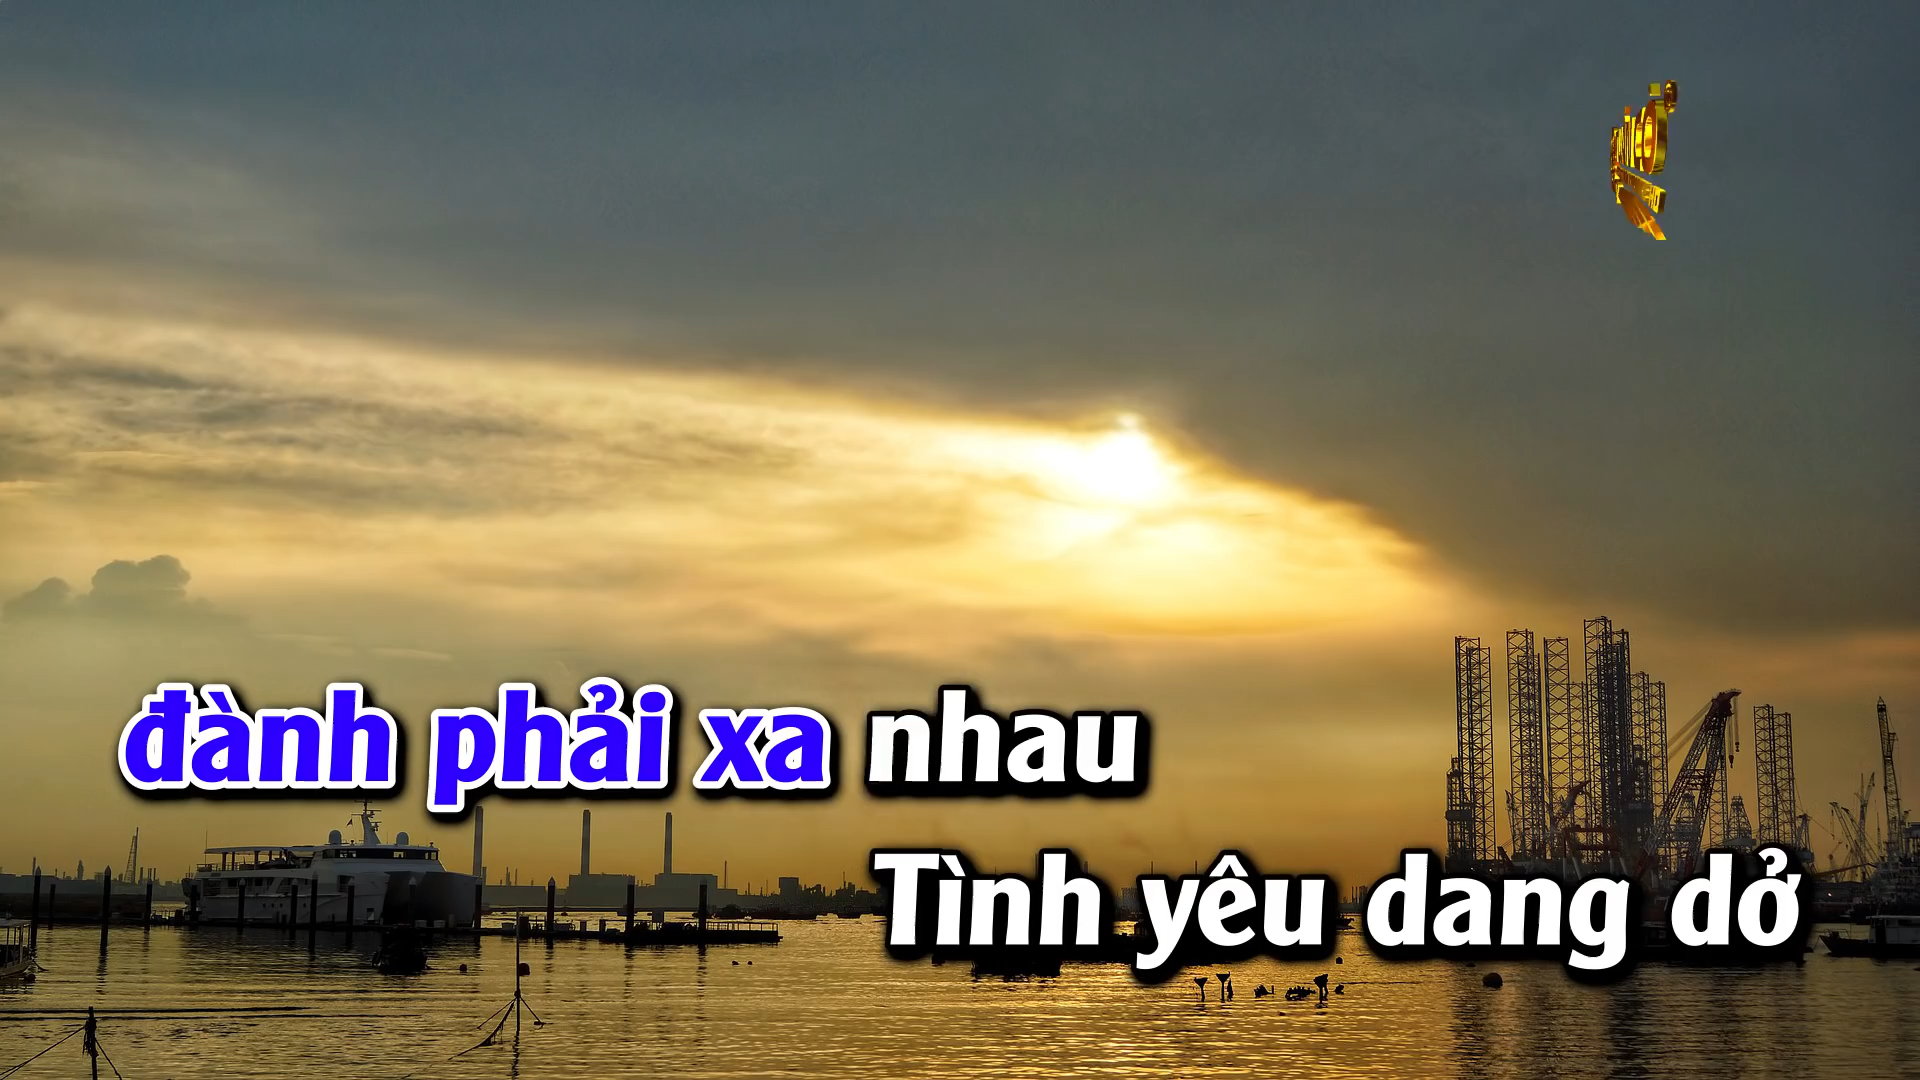 đành phải xa nhau
Tình yêu dang dở